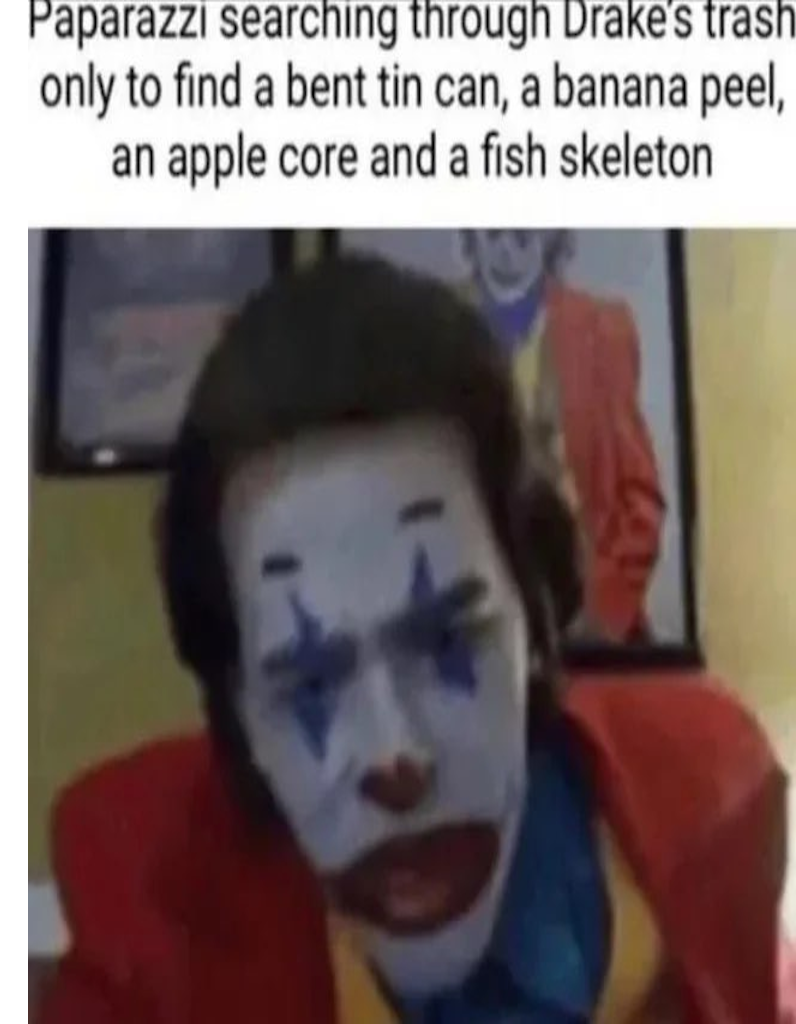 Paparazzi searching through Drake's trash
only to find a bent tin can, a banana peel,
an apple core and a fish skeleton